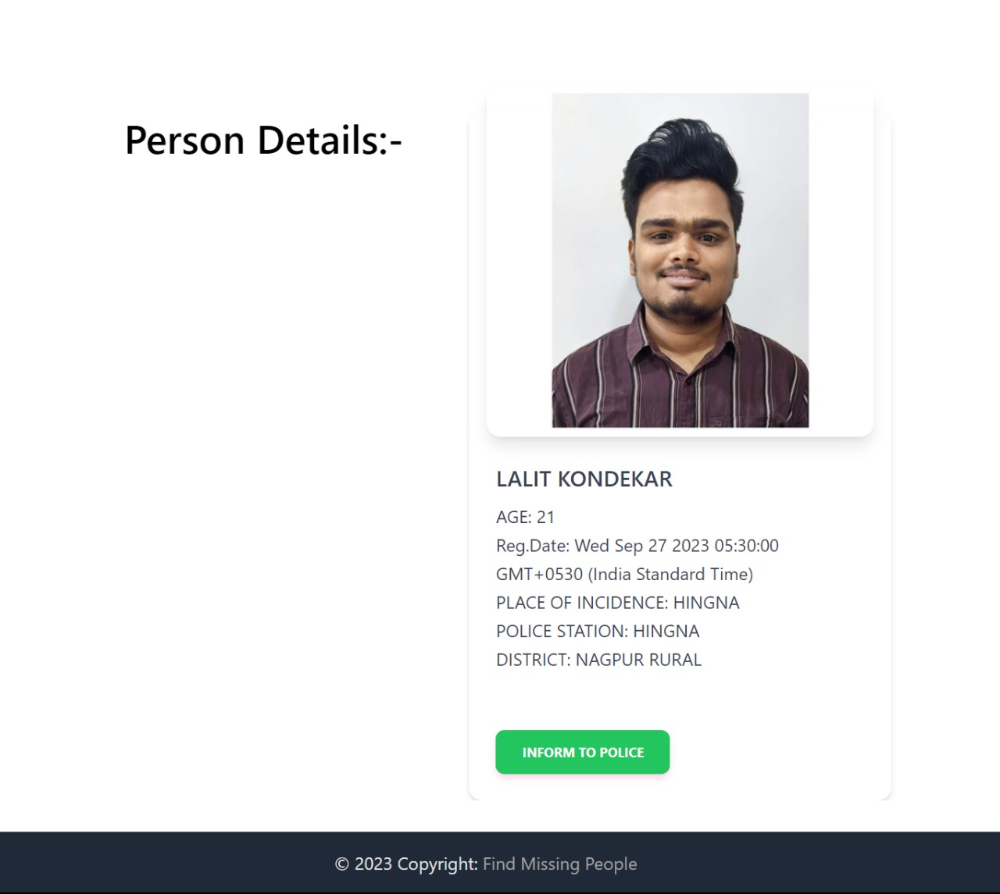 Person Details:-
LALIT KONDEKAR
AGE: 21
Reg.Date: Wed Sep 27 2023 05:30:00
GMT+0530 (India Standard Time)
PLACE OF INCIDENCE: HINGNA
POLICE STATION: HINGNA
DISTRICT: NAGPUR RURAL
INFORM TO POLICE
© 2023 Copyright: Find Missing People